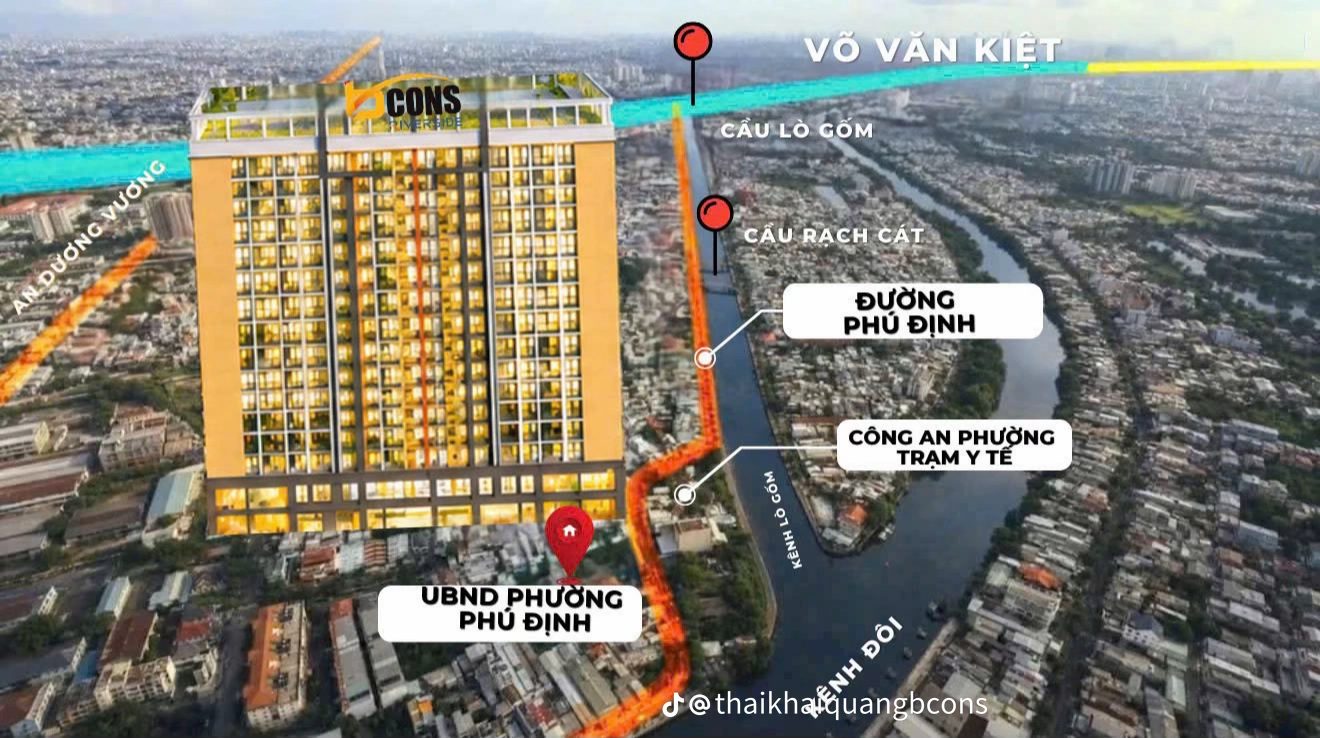 VÕ VĂN KIỆT
bCONS
RIVERSIDE
CẦU LÒ GỐM
AN DƯƠNG VƯƠNG
CẦU RẠCH CÁT
ĐƯỜNG
PHÚ ĐỊNH
CÔNG AN PHƯỜNG
TRẠM Y TẾ
KÊNH LÒ GỐM
UBND PHƯỜNG
PHÚ ĐỊNH
KÊNH ĐÔI
@thaikhaiquangbcons